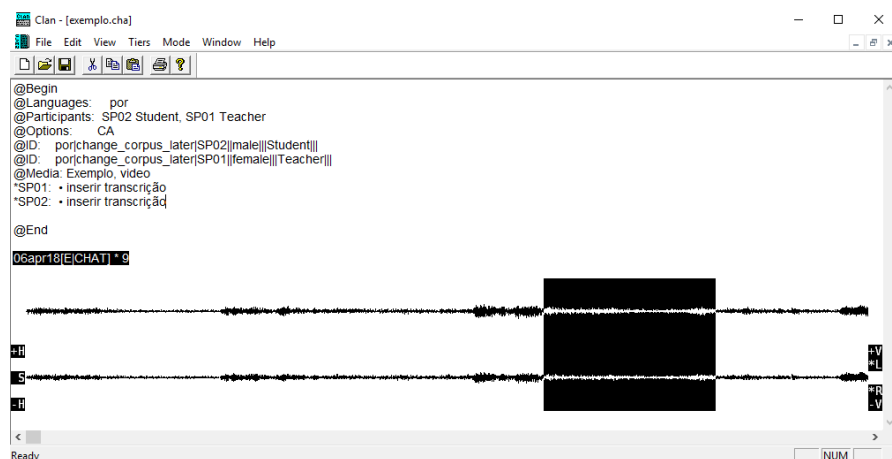 Clan - [exemplo.cha]
File Edit View Tiers Mode Window Help
@Begin
@Languages: por
@Participants: SP02 Student, SP01 Teacher
@Options: CA
@ID: por|change_corpus_later|SP02||male|||Student|||
@ID: por|change_corpus_later|SP01||female|||Teacher|||
@Media: Exemplo, video
*SP01: • inserir transcrição
*SP02: • inserir transcrição
@End
06apr18[E|CHAT] * 9
+H +V
*L
S
*R
-H -V
Ready NUM